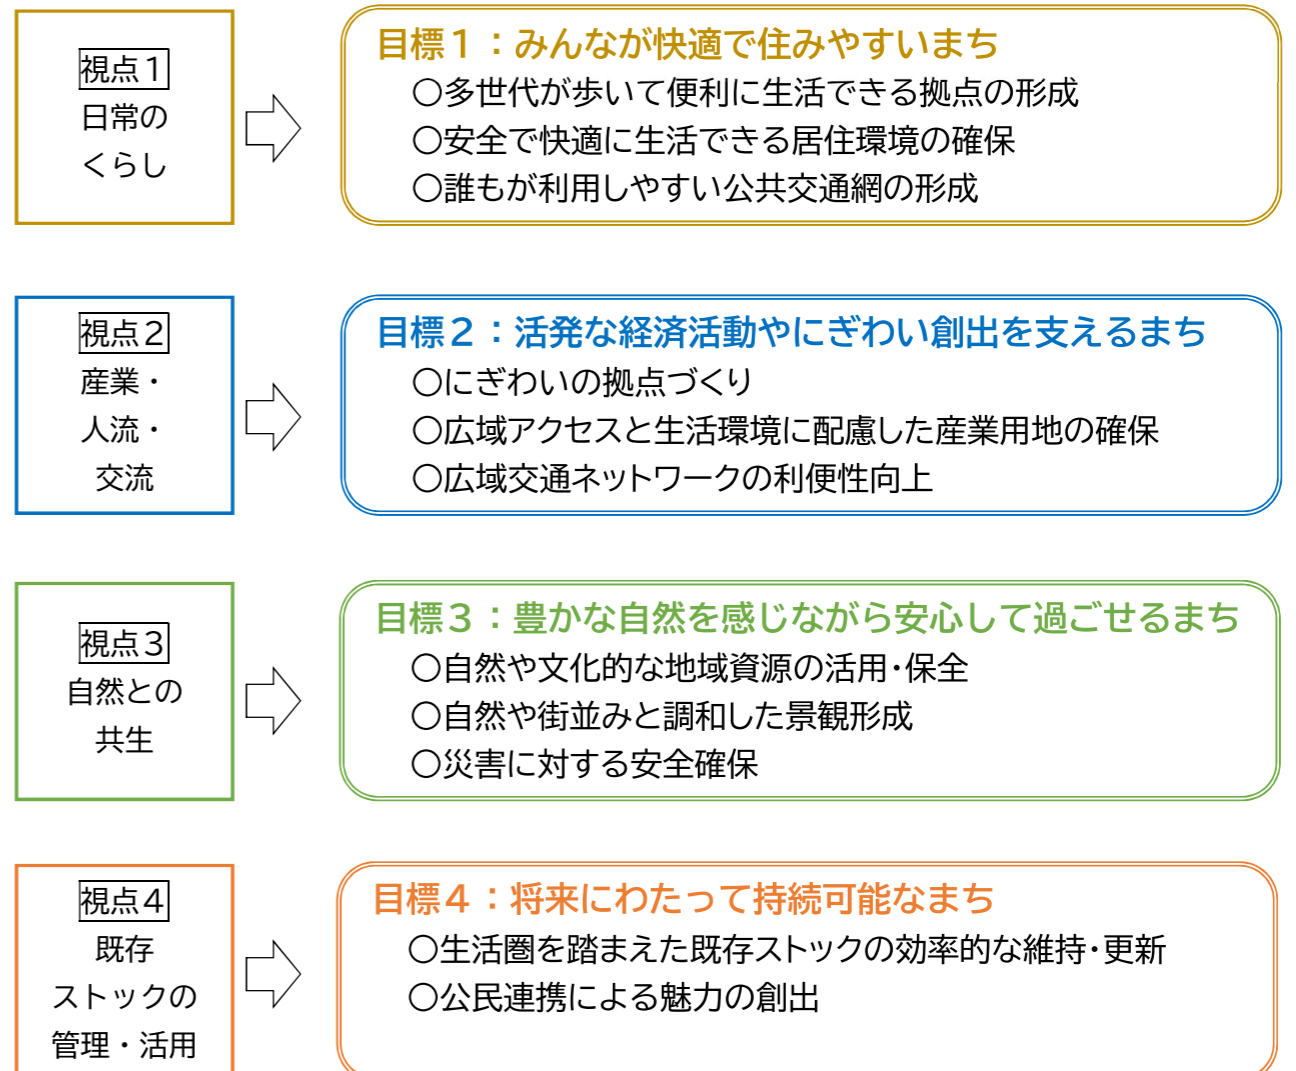 視点１
日常の
くらし
目標１：みんなが快適で住みやすいまち
〇多世代が歩いて便利に生活できる拠点の形成
〇安全で快適に生活できる居住環境の確保
〇誰もが利用しやすい公共交通網の形成
視点２
産業・
人流・
交流
目標２：活発な経済活動やにぎわい創出を支えるまち
〇にぎわいの拠点づくり
〇広域アクセスと生活環境に配慮した産業用地の確保
〇広域交通ネットワークの利便性向上
視点３
自然との
共生
目標３：豊かな自然を感じながら安心して過ごせるまち
〇自然や文化的な地域資源の活用・保全
〇自然や街並みと調和した景観形成
〇災害に対する安全確保
視点４
既存
ストックの
管理・活用
目標４：将来にわたって持続可能なまち
〇生活圏を踏まえた既存ストックの効率的な維持・更新
〇公民連携による魅力の創出